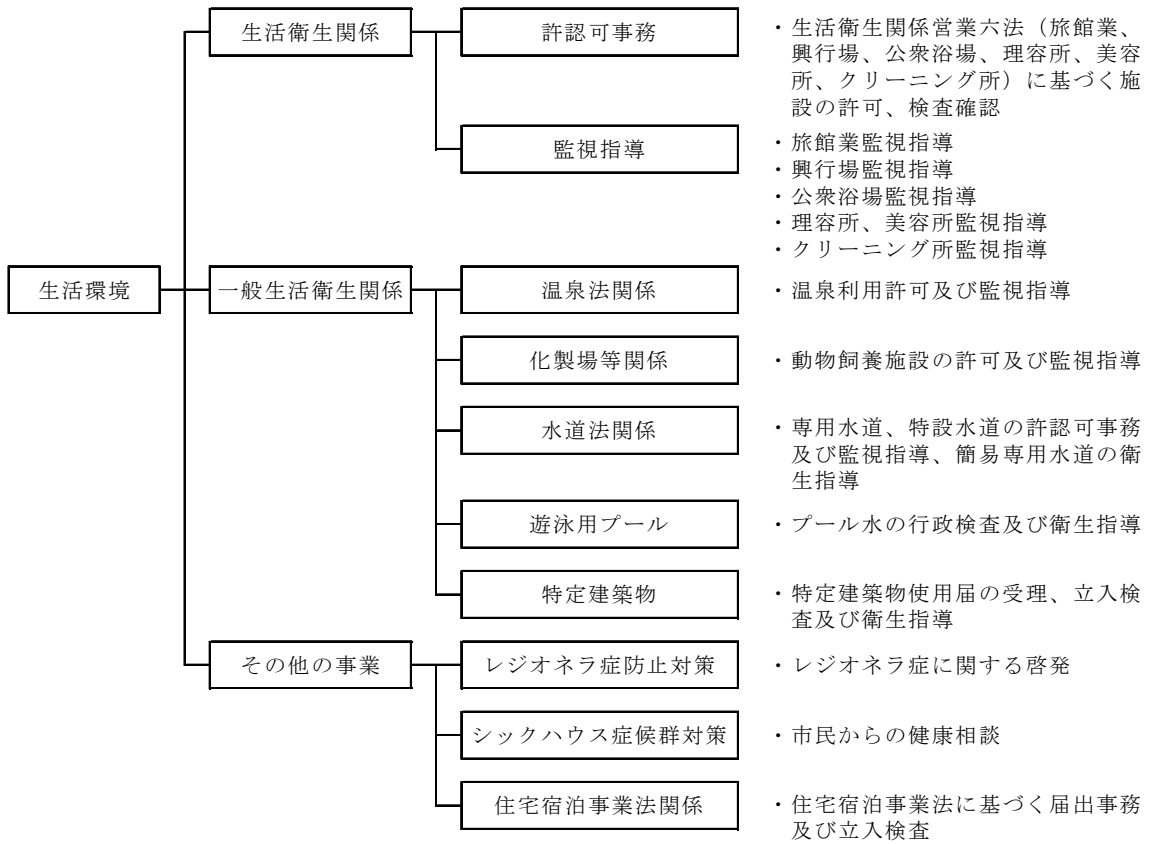 生活衛生関係
許認可事務
・生活衛生関係営業六法（旅館業、
興行場、公衆浴場、理容所、美容
所、クリーニング所）に基づく施
設の許可、検査確認
監視指導
・旅館業監視指導
・興行場監視指導
・公衆浴場監視指導
・理容所、美容所監視指導
・クリーニング所監視指導
生活環境
一般生活衛生関係
温泉法関係
・温泉利用許可及び監視指導
化製場等関係
・動物飼養施設の許可及び監視指導
水道法関係
・専用水道、特設水道の許認可事務
及び監視指導、簡易専用水道の衛
生指導
遊泳用プール
・プール水の行政検査及び衛生指導
特定建築物
・特定建築物使用届の受理、立入検
査及び衛生指導
その他の事業
レジオネラ症防止対策
・レジオネラ症に関する啓発
シックハウス症候群対策
・市民からの健康相談
住宅宿泊事業法関係
・住宅宿泊事業法に基づく届出事務
及び立入検査